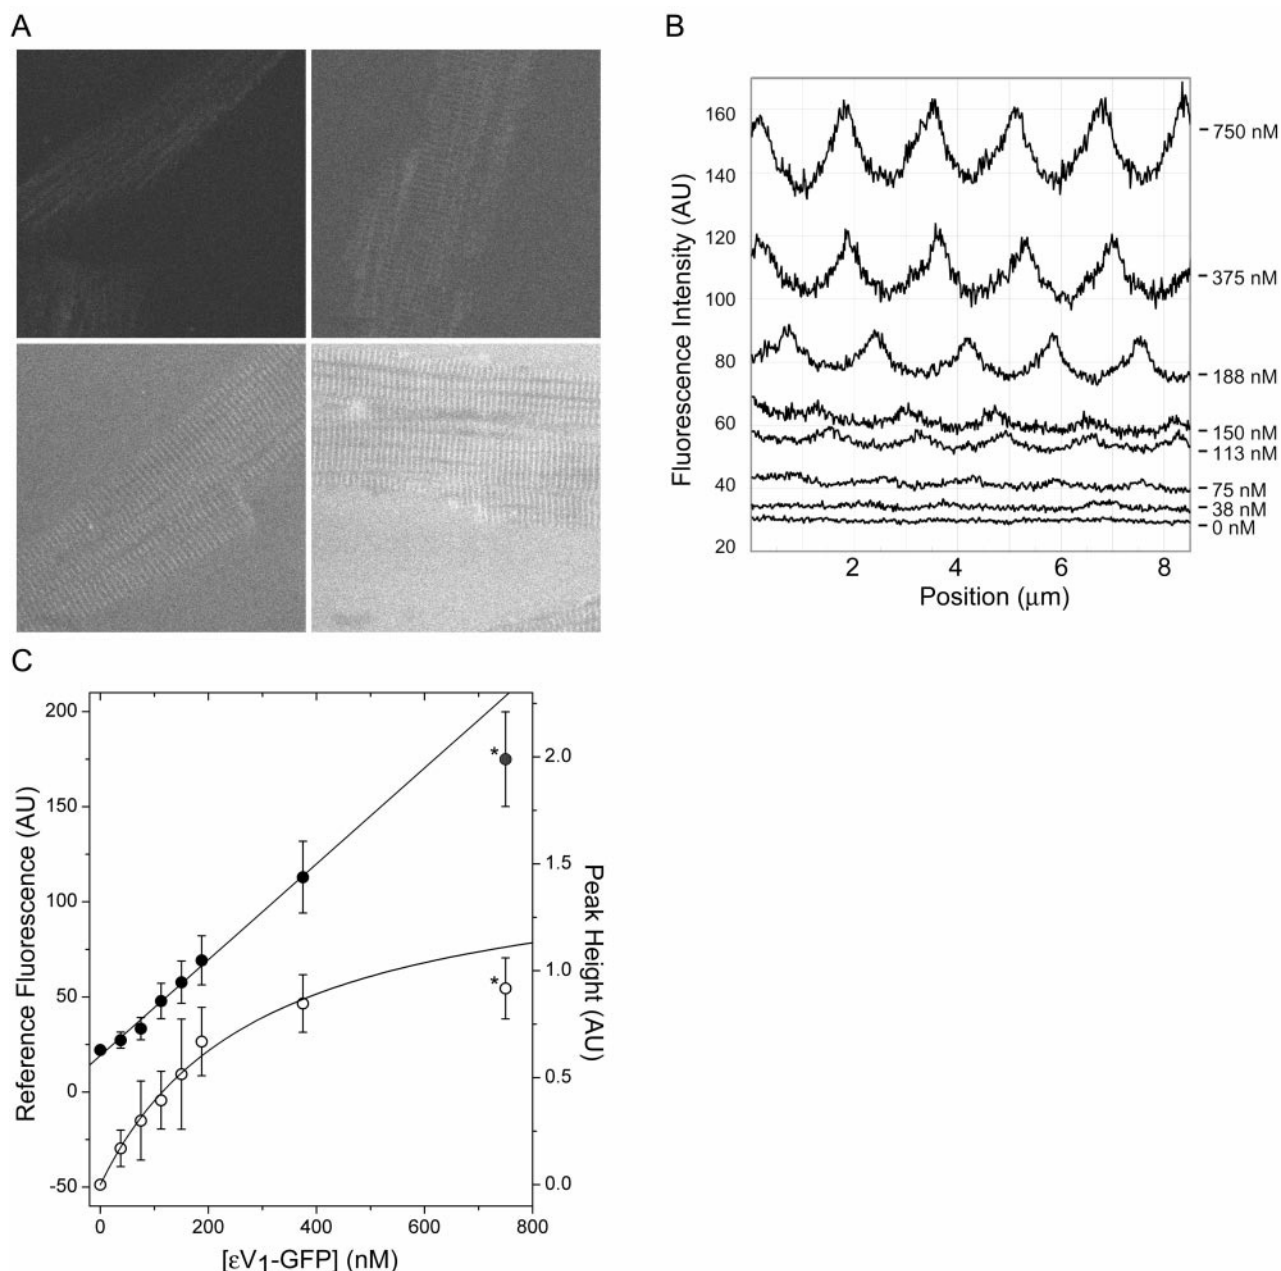 A
B
Fluorescence Intensity (AU)
160
140
120
100
80
60
40
20
750 nM
375 nM
188 nM
150 nM
113 nM
75 nM
38 nM
0 nM
2 4 6 8
Position (μm)
C
Reference Fluorescence (AU)
200
150
100
50
0
-50
*
*
2.0
1.5
1.0
0.5
0.0
Peak Height (AU)
0 200 400 600 800
[εV1-GFP] (nM)